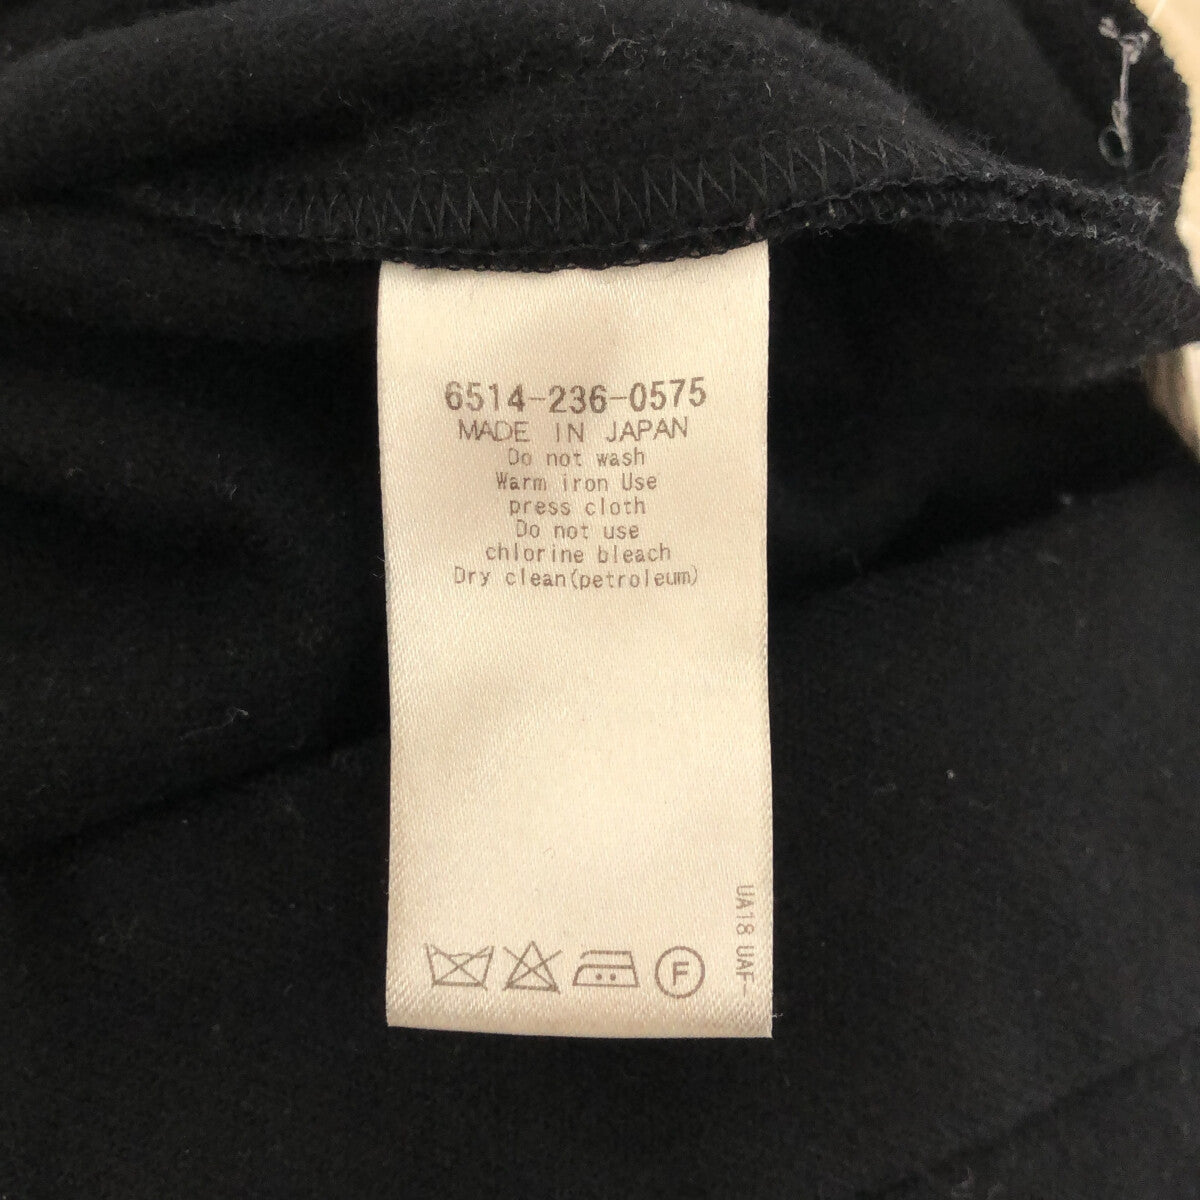 6514-236-0575
MADE IN JAPAN
Do not wash
Warm iron Use
press cloth
Do not use
chlorine bleach
Dry clean(petroleum)
UA18 UAF-
F